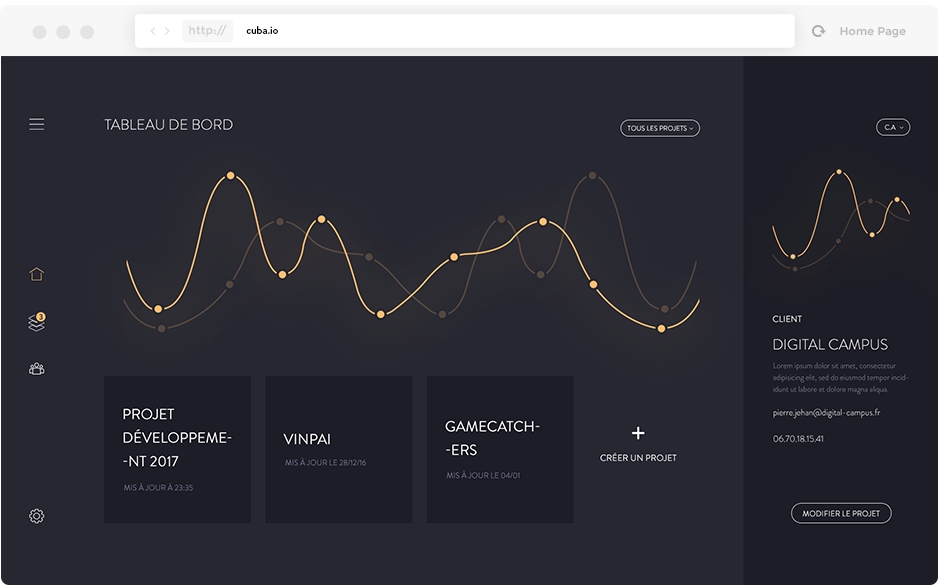 http://
cuba.io
Home Page
TABLEAU DE BORD
TOUS LES PROJETS
C.A
3
PROJET
DÉVELOPPEME-
-NT 2017
MIS À JOUR À 23:35
VINPAI
MIS À JOUR LE 28/12/16
GAMECATCH-
-ERS
MIS À JOUR LE 04/01
+
CRÉER UN PROJET
CLIENT
DIGITAL CAMPUS
Lorem ipsum dolor sit amet, consectetur
adipisicing elit, sed do eiusmod tempor incid-
idunt ut labore et dolore magna aliqua.
pierre.jehan@digital-campus.fr
06.70.18.15.41
MODIFIER LE PROJET